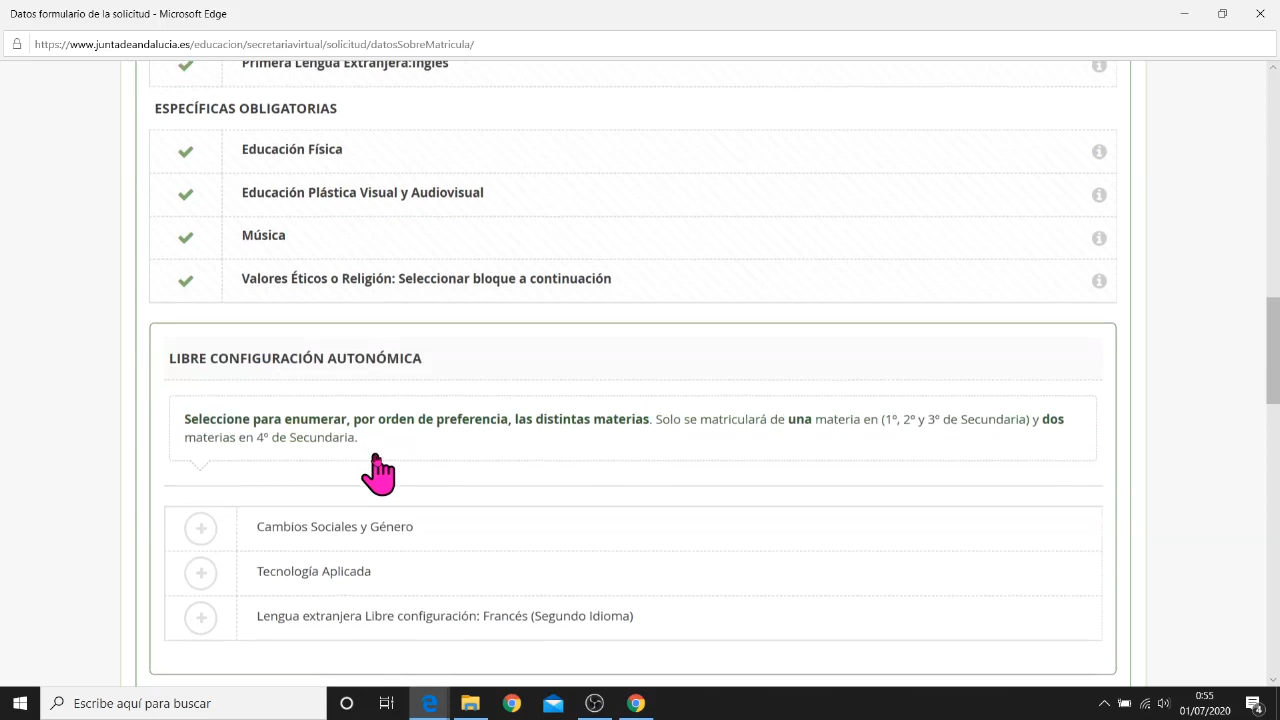 Datos formulario de la solicitud - Microsoft Edge
https://www.juntadeandalucia.es/educacion/secretariavirtual/solicitud/datosSobreMatricula/
Primera Lengua Extranjera:Inglés
ESPECÍFICAS OBLIGATORIAS
Educación Física
Educación Plástica Visual y Audiovisual
Música
Valores Éticos o Religión: Seleccionar bloque a continuación
LIBRE CONFIGURACIÓN AUTONÓMICA
Seleccione para enumerar, por orden de preferencia, las distintas materias. Solo se matriculará de una materia en (1º, 2º y 3º de Secundaria) y dos
materias en 4º de Secundaria.
Cambios Sociales y Género
Tecnología Aplicada
Lengua extranjera Libre configuración: Francés (Segundo Idioma)
Escribe aquí para buscar
0:55
01/07/2020
4